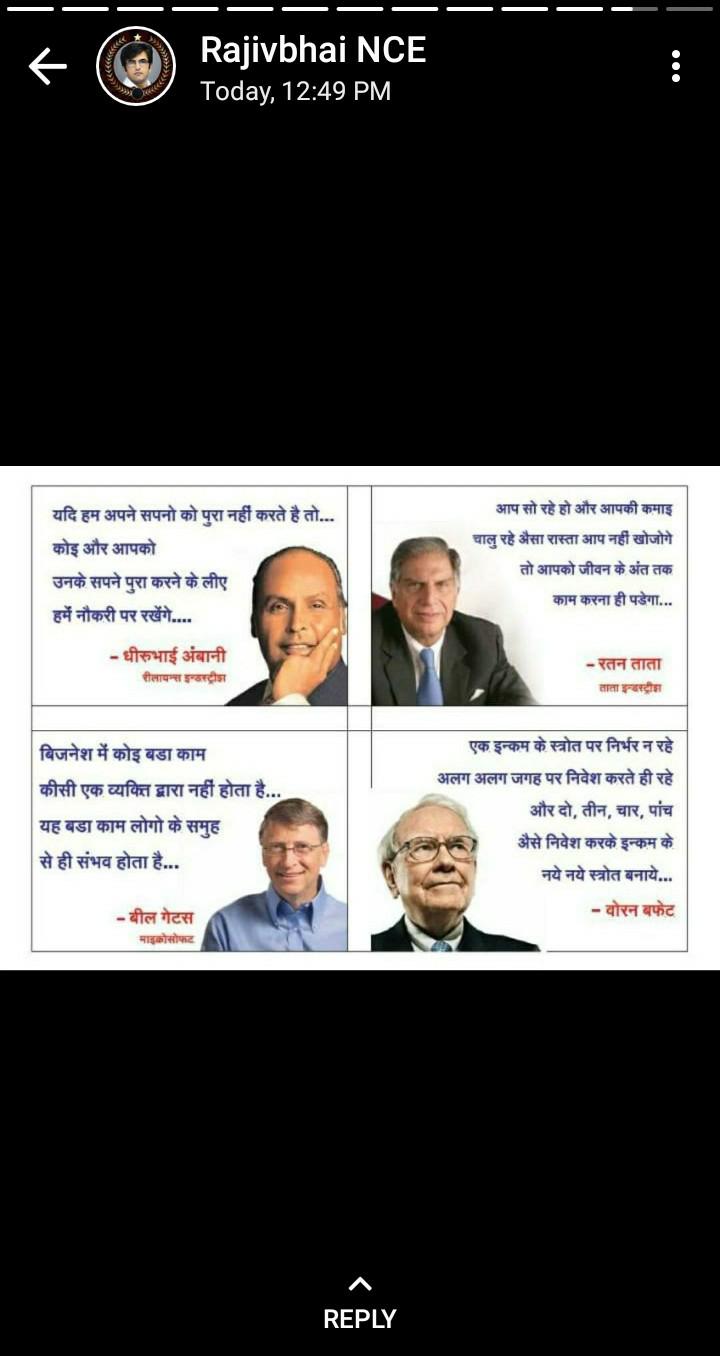 Rajivbhai NCE
Today, 12:49 PM
यदि हम अपने सपनो को पुरा नहीं करते है तो...
कोइ और आपको
उनके सपने पुरा करने के लीए
हमें नौकरी पर रखेंगे....
– धीरुभाई अंबानी
रीलायन्स इन्डस्ट्रीझ
आप सो रहे हो और आपकी कमाइ
चालु रहे अैसा रास्ता आप नहीं खोजोगे
तो आपको जीवन के अंत तक
काम करना ही पडेगा...
– रतन ताता
ताता इन्डस्ट्रीझ
बिजनेश में कोइ बडा काम
कीसी एक व्यक्ति द्वारा नहीं होता है...
यह बडा काम लोगो के समुह
से ही संभव होता है...
– बील गेटस
माइक्रोसोफट
एक इन्कम के स्त्रोत पर निर्भर न रहे
अलग अलग जगह पर निवेश करते ही रहे
और दो, तीन, चार, पांच
अैसे निवेश करके इन्कम के
नये नये स्त्रोत बनाये...
– वोरन बफेट
REPLY